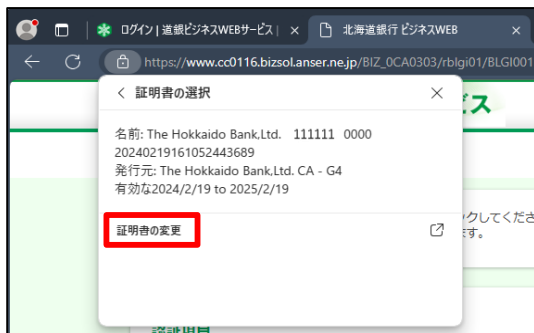 ログイン | 道銀ビジネスWEBサービス |
北海道銀行 ビジネスWEB
https://www.cc0116.bizsol.anser.ne.jp/BIZ_0CA0303/rblgi01/BLGI001
証明書の選択
ビス
名前: The Hokkaido Bank,Ltd. 111111 0000
20240219161052443689
発行元: The Hokkaido Bank,Ltd. CA - G4
有効な2024/2/19 to 2025/2/19
証明書の変更
クしてくださ
す。
認証項目